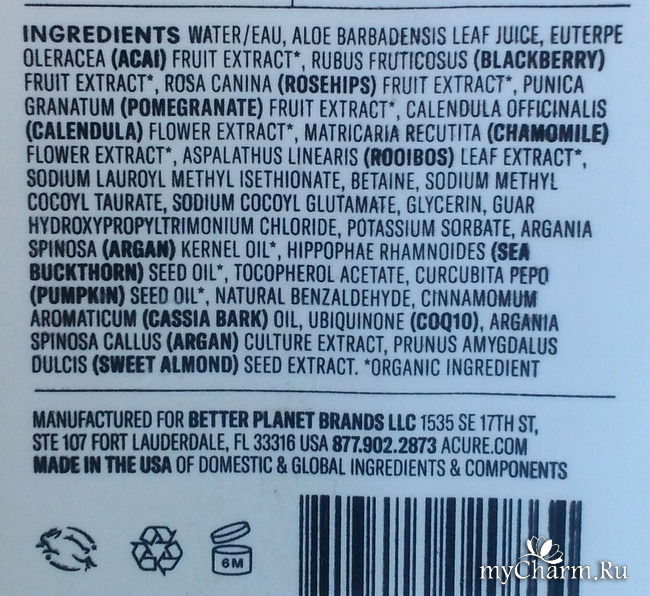 INGREDIENTS WATER/EAU, ALOE BARBADENSIS LEAF JUICE, EUTERPE
OLERACEA (ACAI) FRUIT EXTRACT*, RUBUS FRUTICOSUS (BLACKBERRY)
FRUIT EXTRACT*, ROSA CANINA (ROSEHIPS) FRUIT EXTRACT*, PUNICA
GRANATUM (POMEGRANATE) FRUIT EXTRACT*, CALENDULA OFFICINALIS
(CALENDULA) FLOWER EXTRACT*, MATRICARIA RECUTITA (CHAMOMILE)
FLOWER EXTRACT*, ASPALATHUS LINEARIS (ROOIBOS) LEAF EXTRACT*,
SODIUM LAUROYL METHYL ISETHIONATE, BETAINE, SODIUM METHYL
COCOYL TAURATE, SODIUM COCOYL GLUTAMATE, GLYCERIN, GUAR
HYDROXYPROPYLTRIMONIUM CHLORIDE, POTASSIUM SORBATE, ARGANIA
SPINOSA (ARGAN) KERNEL OIL*, HIPPOPHAE RHAMNOIDES (SEA
BUCKTHORN) SEED OIL*, TOCOPHEROL ACETATE, CURCUBITA PEPO
(PUMPKIN) SEED OIL*, NATURAL BENZALDEHYDE, CINNAMOMUM
AROMATICUM (CASSIA BARK) OIL, UBIQUINONE (COQ10), ARGANIA
SPINOSA CALLUS (ARGAN) CULTURE EXTRACT, PRUNUS AMYGDALUS
DULCIS (SWEET ALMOND) SEED EXTRACT. *ORGANIC INGREDIENT
MANUFACTURED FOR BETTER PLANET BRANDS LLC 1535 SE 17TH ST,
STE 107 FORT LAUDERDALE, FL 33316 USA 877.902.2873 ACURE.COM
MADE IN THE USA OF DOMESTIC & GLOBAL INGREDIENTS & COMPONENTS
6M
myCharm.Ru